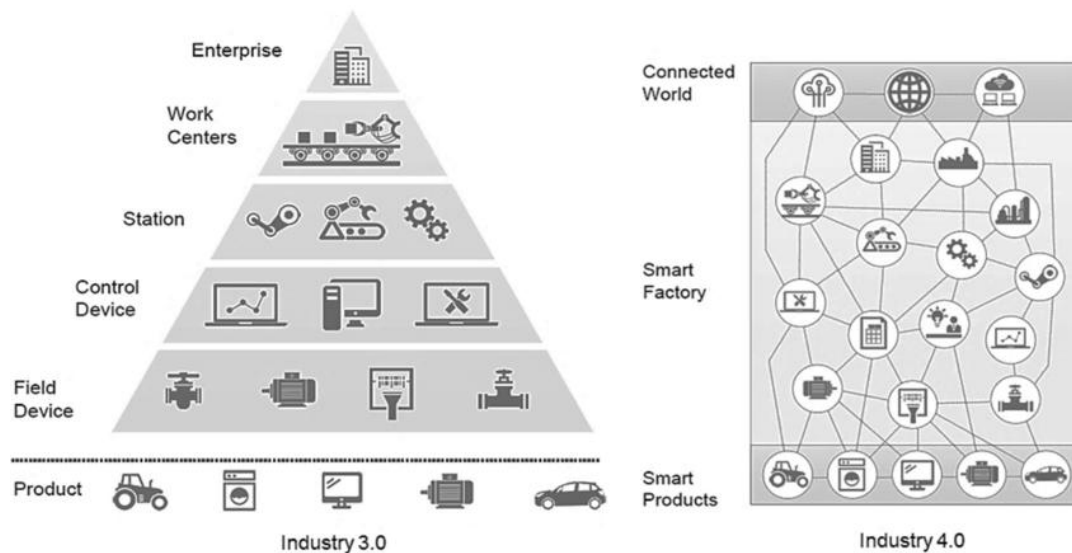 Enterprise
Work
Centers
Station
Control
Device
Field
Device
Product
Industry 3.0
Connected
World
Smart
Factory
Smart
Products
Industry 4.0